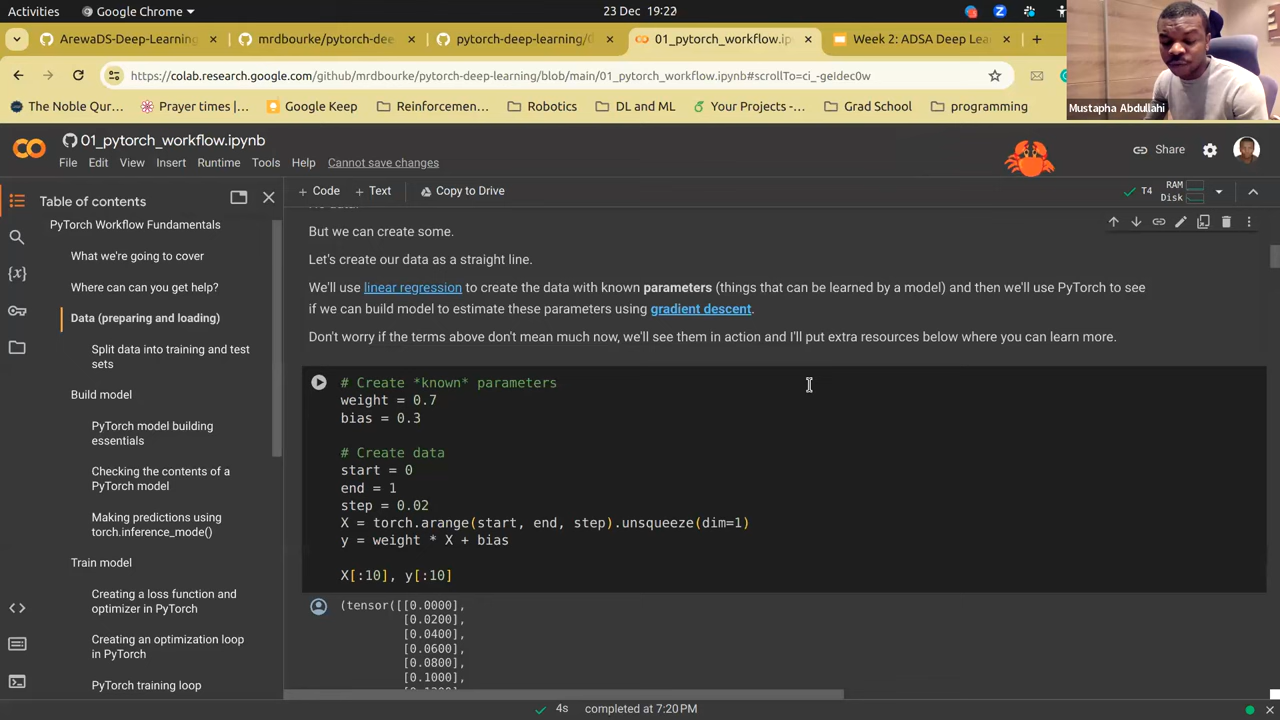 Activities
Google Chrome
23 Dec 19:22
ArewaDS-Deep-Learning
mrdbourke/pytorch-dee
pytorch-deep-learning/
01_pytorch_workflow.ipyn
Week 2: ADSA Deep Lea
https://colab.research.google.com/github/mrdbourke/pytorch-deep-learning/blob/main/01_pytorch_workflow.ipynb#scrollTo=ci_-geIdec0w
The Noble Qur...
Prayer times |...
Google Keep
Reinforcemen...
Robotics
DL and ML
Your Projects -...
Grad School
programming
Mustapha Abdullahi
01_pytorch_workflow.ipynb
File Edit View Insert Runtime Tools Help Cannot save changes
Share
+ Code + Text Copy to Drive
T4 RAM
Disk
Table of contents
PyTorch Workflow Fundamentals
What we're going to cover
Where can can you get help?
Data (preparing and loading)
Split data into training and test
sets
Build model
PyTorch model building
essentials
Checking the contents of a
PyTorch model
Making predictions using
torch.inference_mode()
Train model
Creating a loss function and
optimizer in PyTorch
Creating an optimization loop
in PyTorch
PyTorch training loop
But we can create some.
Let's create our data as a straight line.
We'll use linear regression to create the data with known parameters (things that can be learned by a model) and then we'll use PyTorch to see
if we can build model to estimate these parameters using gradient descent.
Don't worry if the terms above don't mean much now, we'll see them in action and I'll put extra resources below where you can learn more.
# Create *known* parameters
weight = 0.7
bias = 0.3
# Create data
start = 0
end = 1
step = 0.02
X = torch.arange(start, end, step).unsqueeze(dim=1)
y = weight * X + bias
X[:10], y[:10]
(tensor([[0.0000],
[0.0200],
[0.0400],
[0.0600],
[0.0800],
[0.1000],
4s completed at 7:20 PM